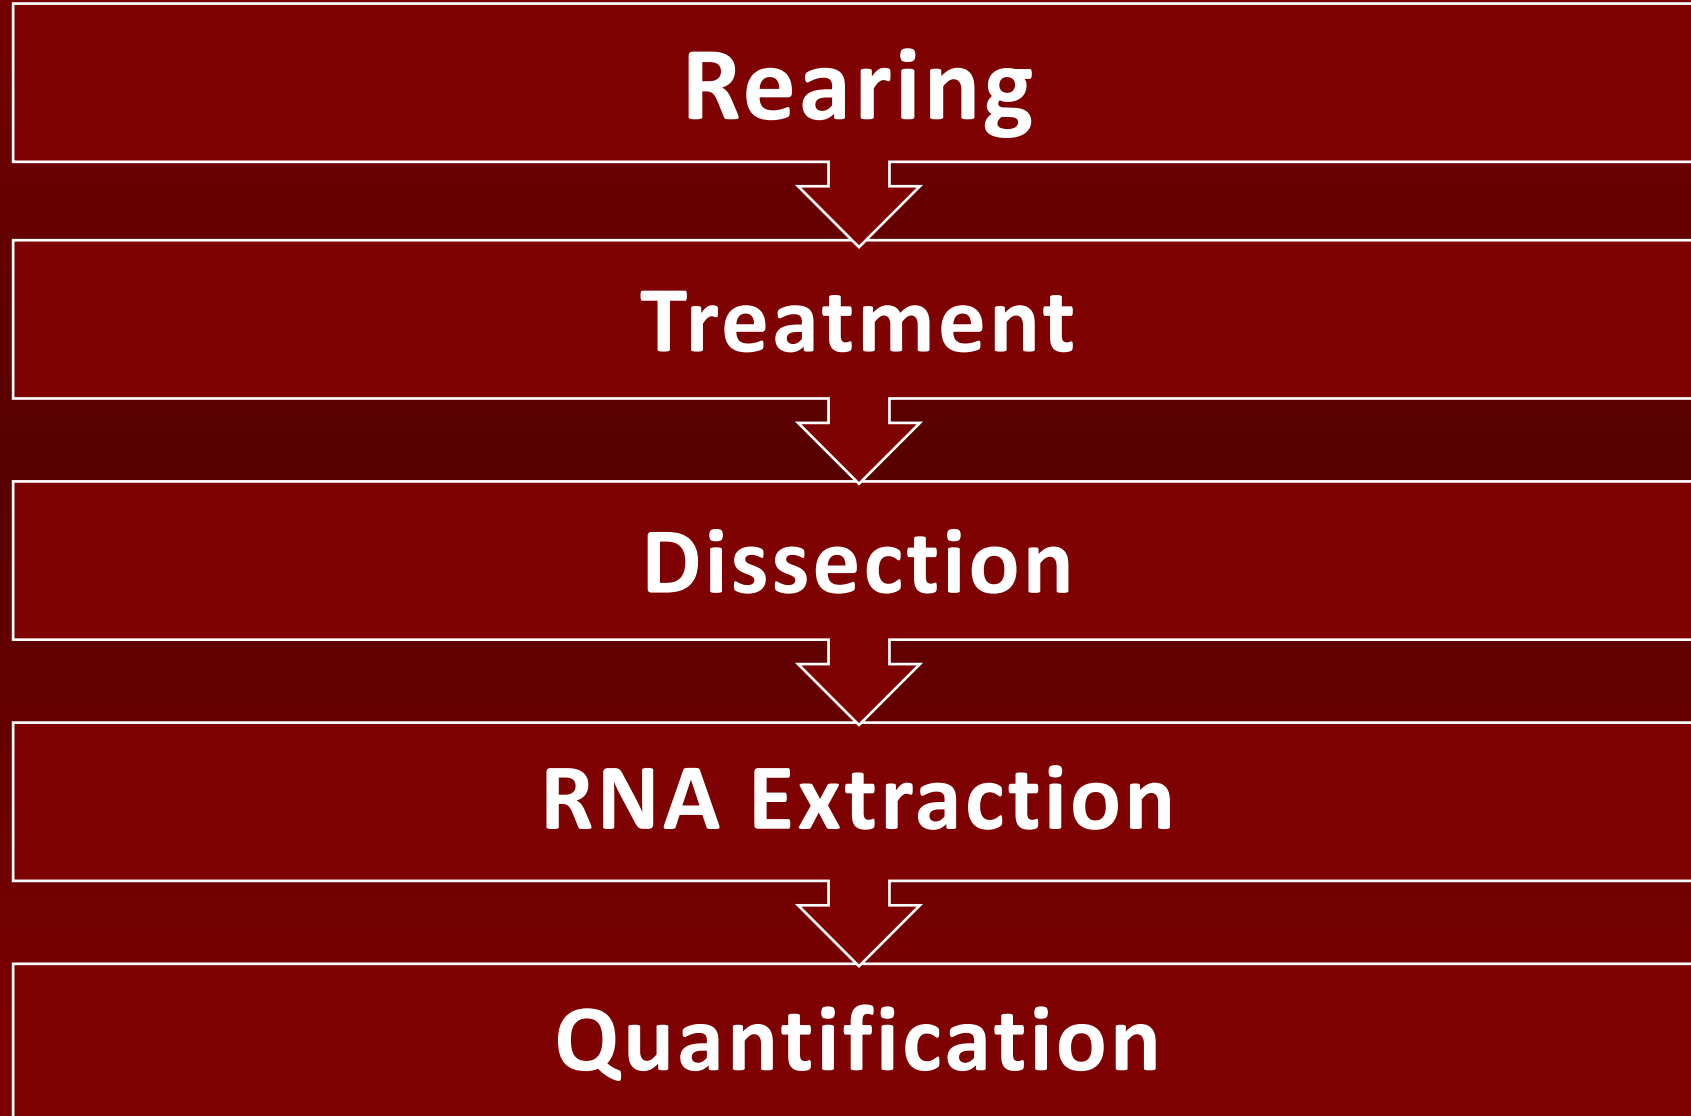 Rearing
Treatment
Dissection
RNA Extraction
Quantification